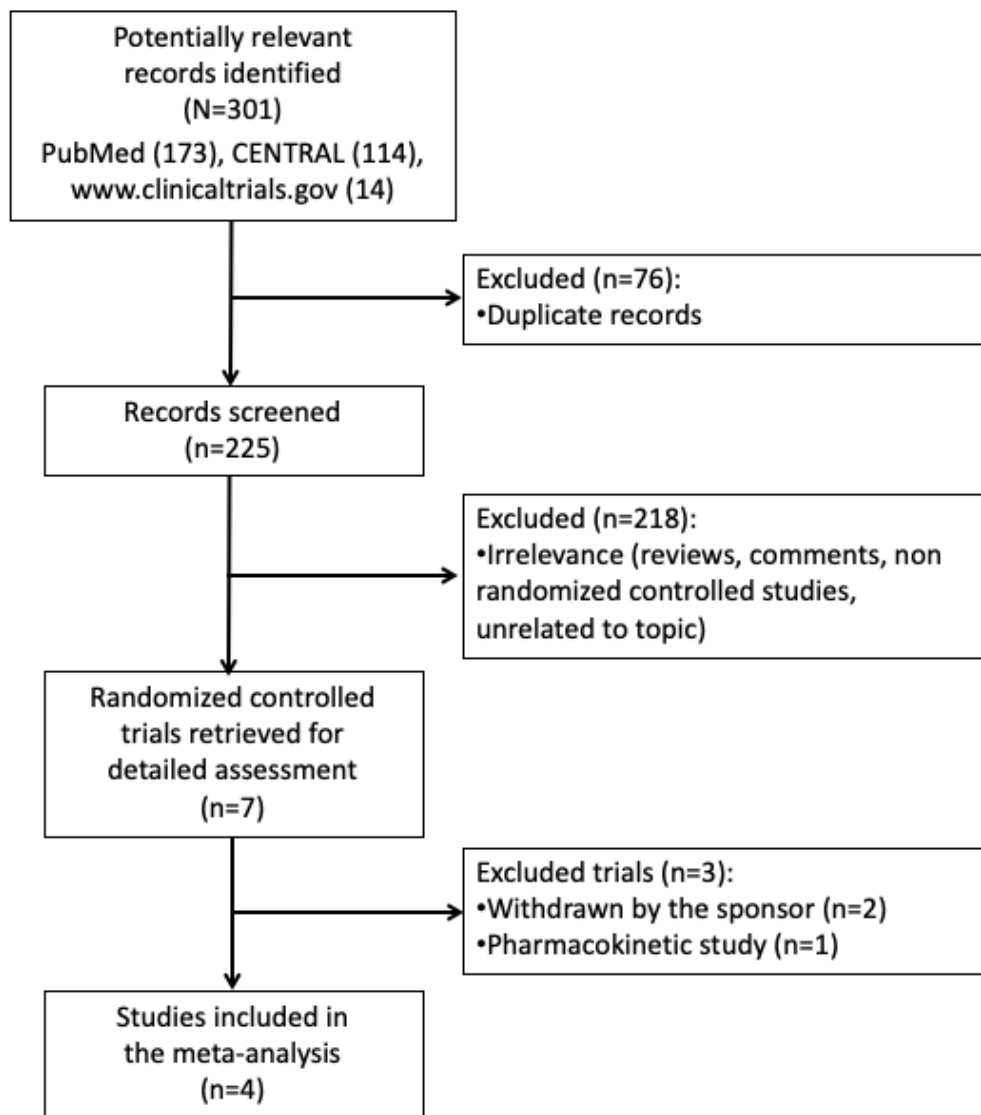 Potentially relevant
records identified
(N=301)
PubMed (173), CENTRAL (114),
www.clinicaltrials.gov (14)
Excluded (n=76):
•Duplicate records
Records screened
(n=225)
Excluded (n=218):
•Irrelevance (reviews, comments, non
randomized controlled studies,
unrelated to topic)
Randomized controlled
trials retrieved for
detailed assessment
(n=7)
Excluded trials (n=3):
•Withdrawn by the sponsor (n=2)
•Pharmacokinetic study (n=1)
Studies included in
the meta-analysis
(n=4)